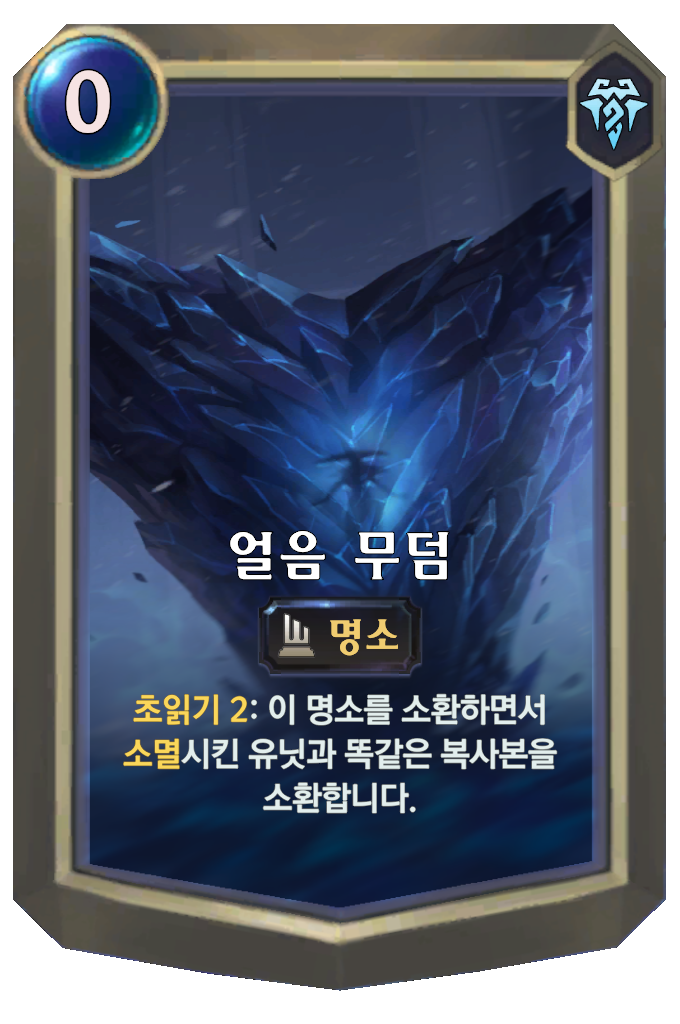 0
얼음 무덤
명소
초읽기 2: 이 명소를 소환하면서
소멸시킨 유닛과 똑같은 복사본을
소환합니다.